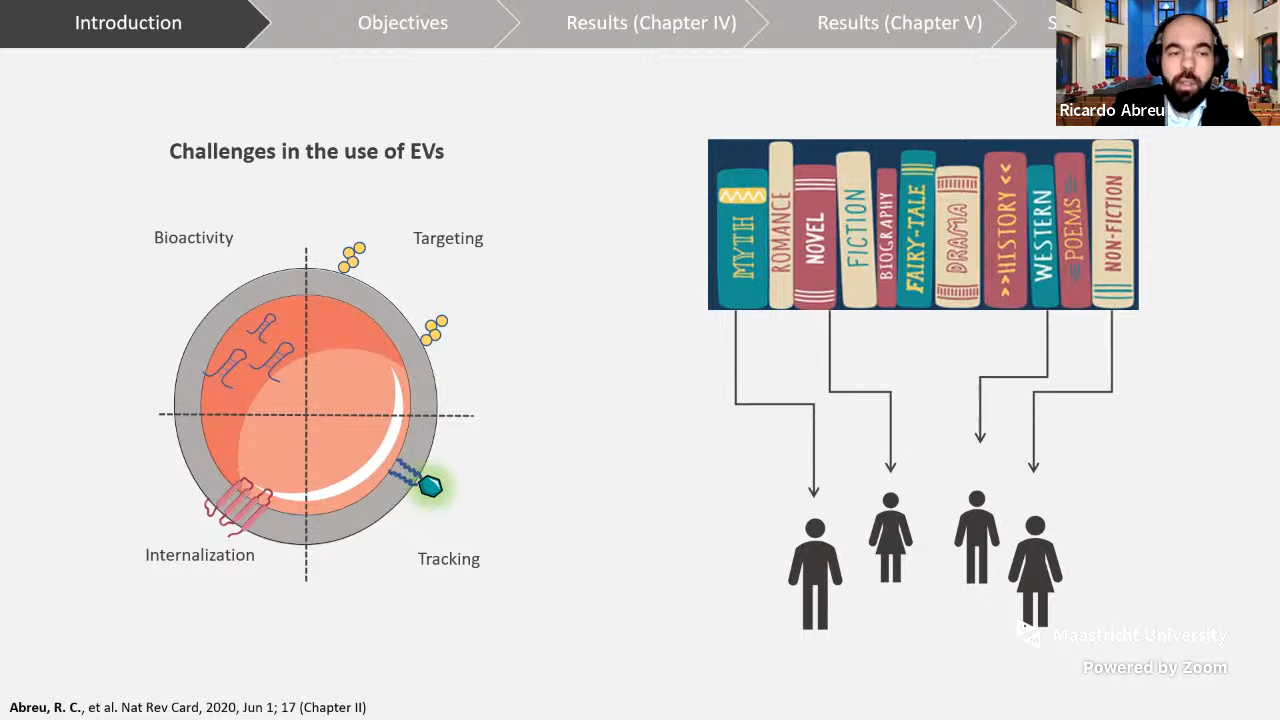 Introduction
Objectives
Results (Chapter IV)
Results (Chapter V)
S
Ricardo Abreu
Challenges in the use of EVs
Bioactivity
Targeting
Internalization
Tracking
MYTH
ROMANCE
NOVEL
FICTION
BIOGRAPHY
FAIRY-TALE
DRAMA
>>HISTORY<<
WESTERN
POEMS
NON-FICTION
Maastricht University
Powered by Zoom
Abreu, R. C., et al. Nat Rev Card, 2020, Jun 1; 17 (Chapter II)